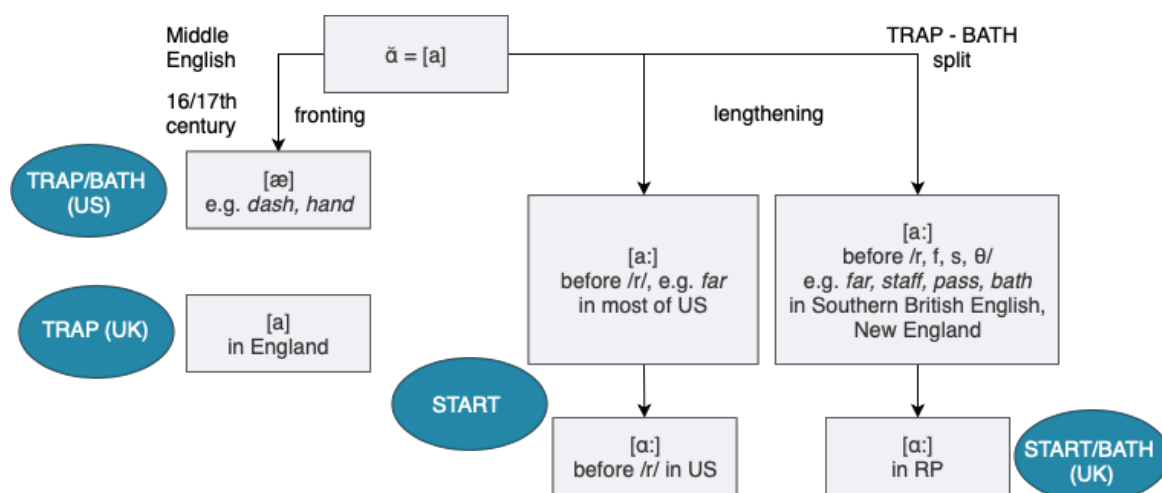 Middle
English
ᾰ = [a]
TRAP - BATH
split
16/17th
century
fronting
lengthening
TRAP/BATH
(US)
[æ]
e.g. dash, hand
[a:]
before /r/, e.g. far
in most of US
[a:]
before /r, f, s, θ/
e.g. far, staff, pass, bath
in Southern British English,
New England
TRAP (UK)
[a]
in England
START
[ɑ:]
before /r/ in US
[ɑ:]
in RP
START/BATH
(UK)